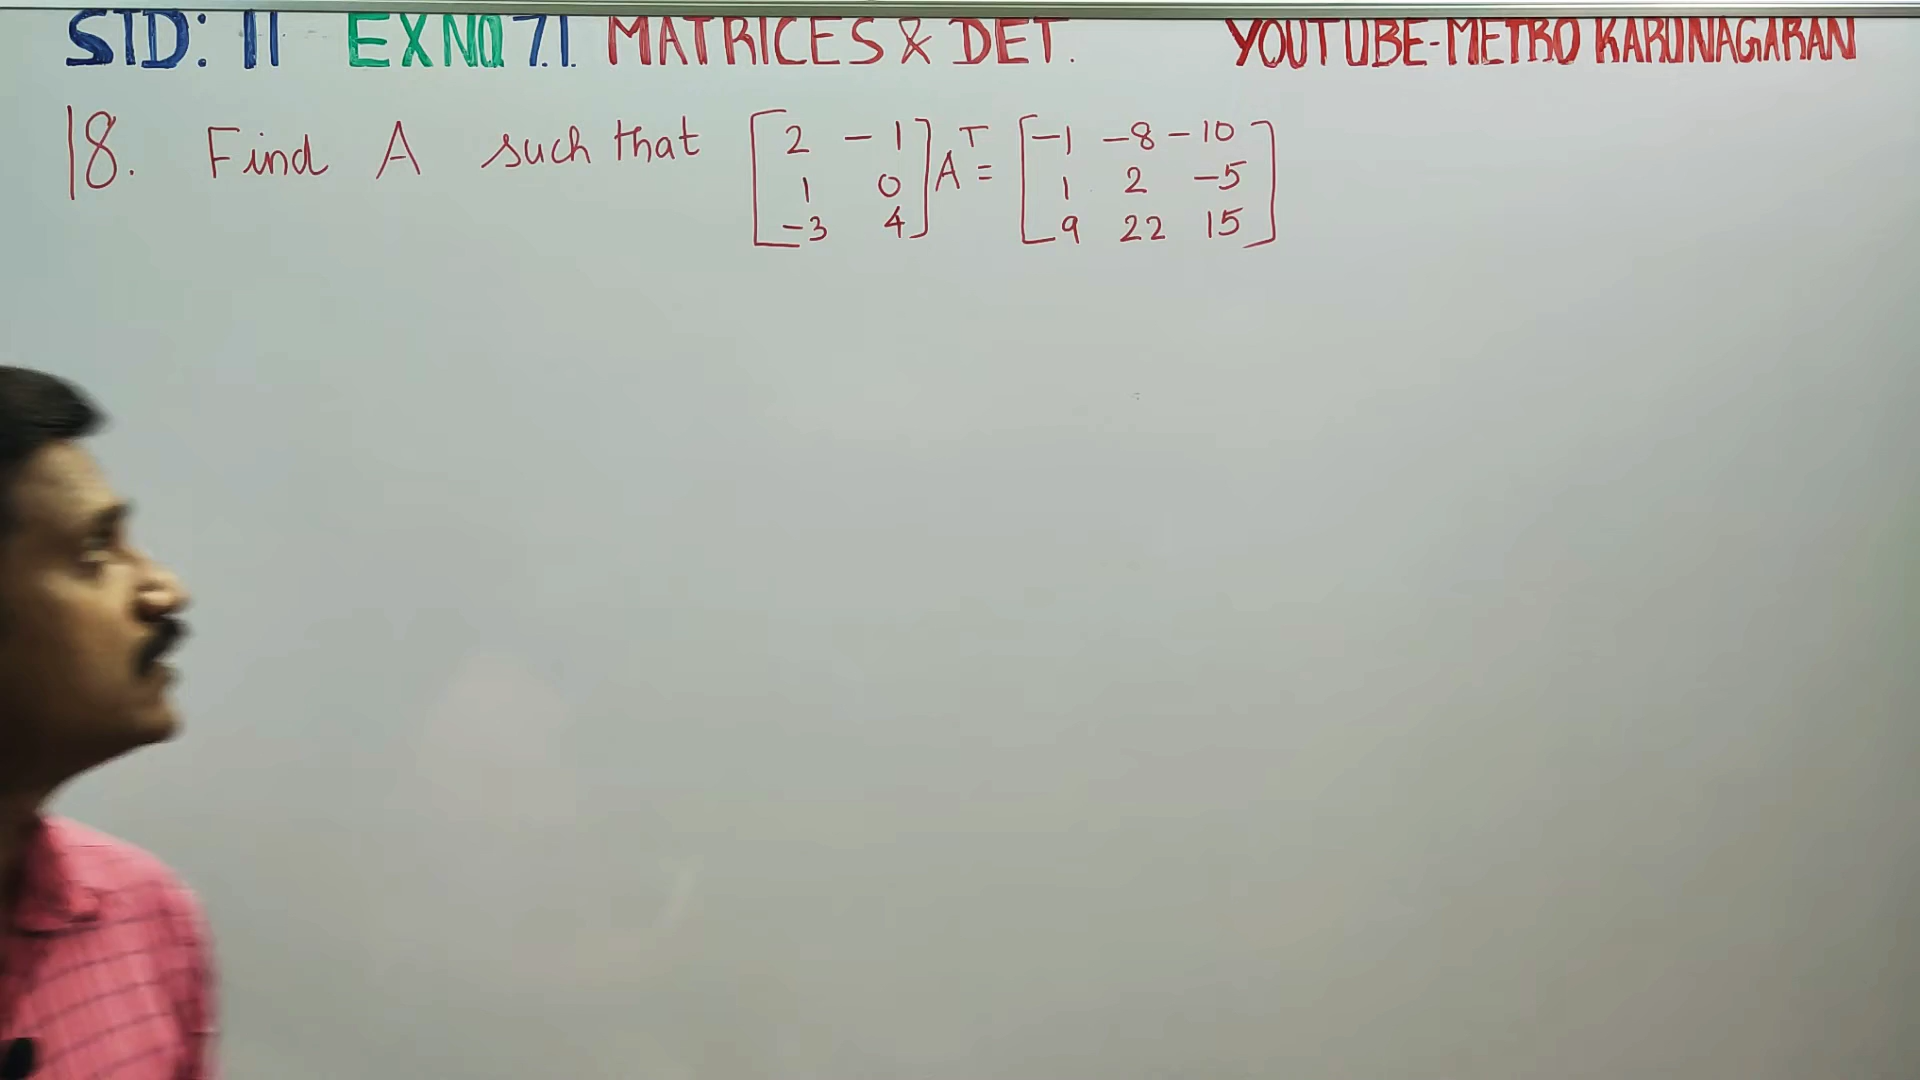 STD: 11 EX NO 7.1 MATRICES & DET. YOUTUBE-METRO KARUNAGARAN
18. Find A such that [2 -1] A^T = [-1 -8 -10]
[1 0] [1 2 -5]
[-3 4] [9 22 15]